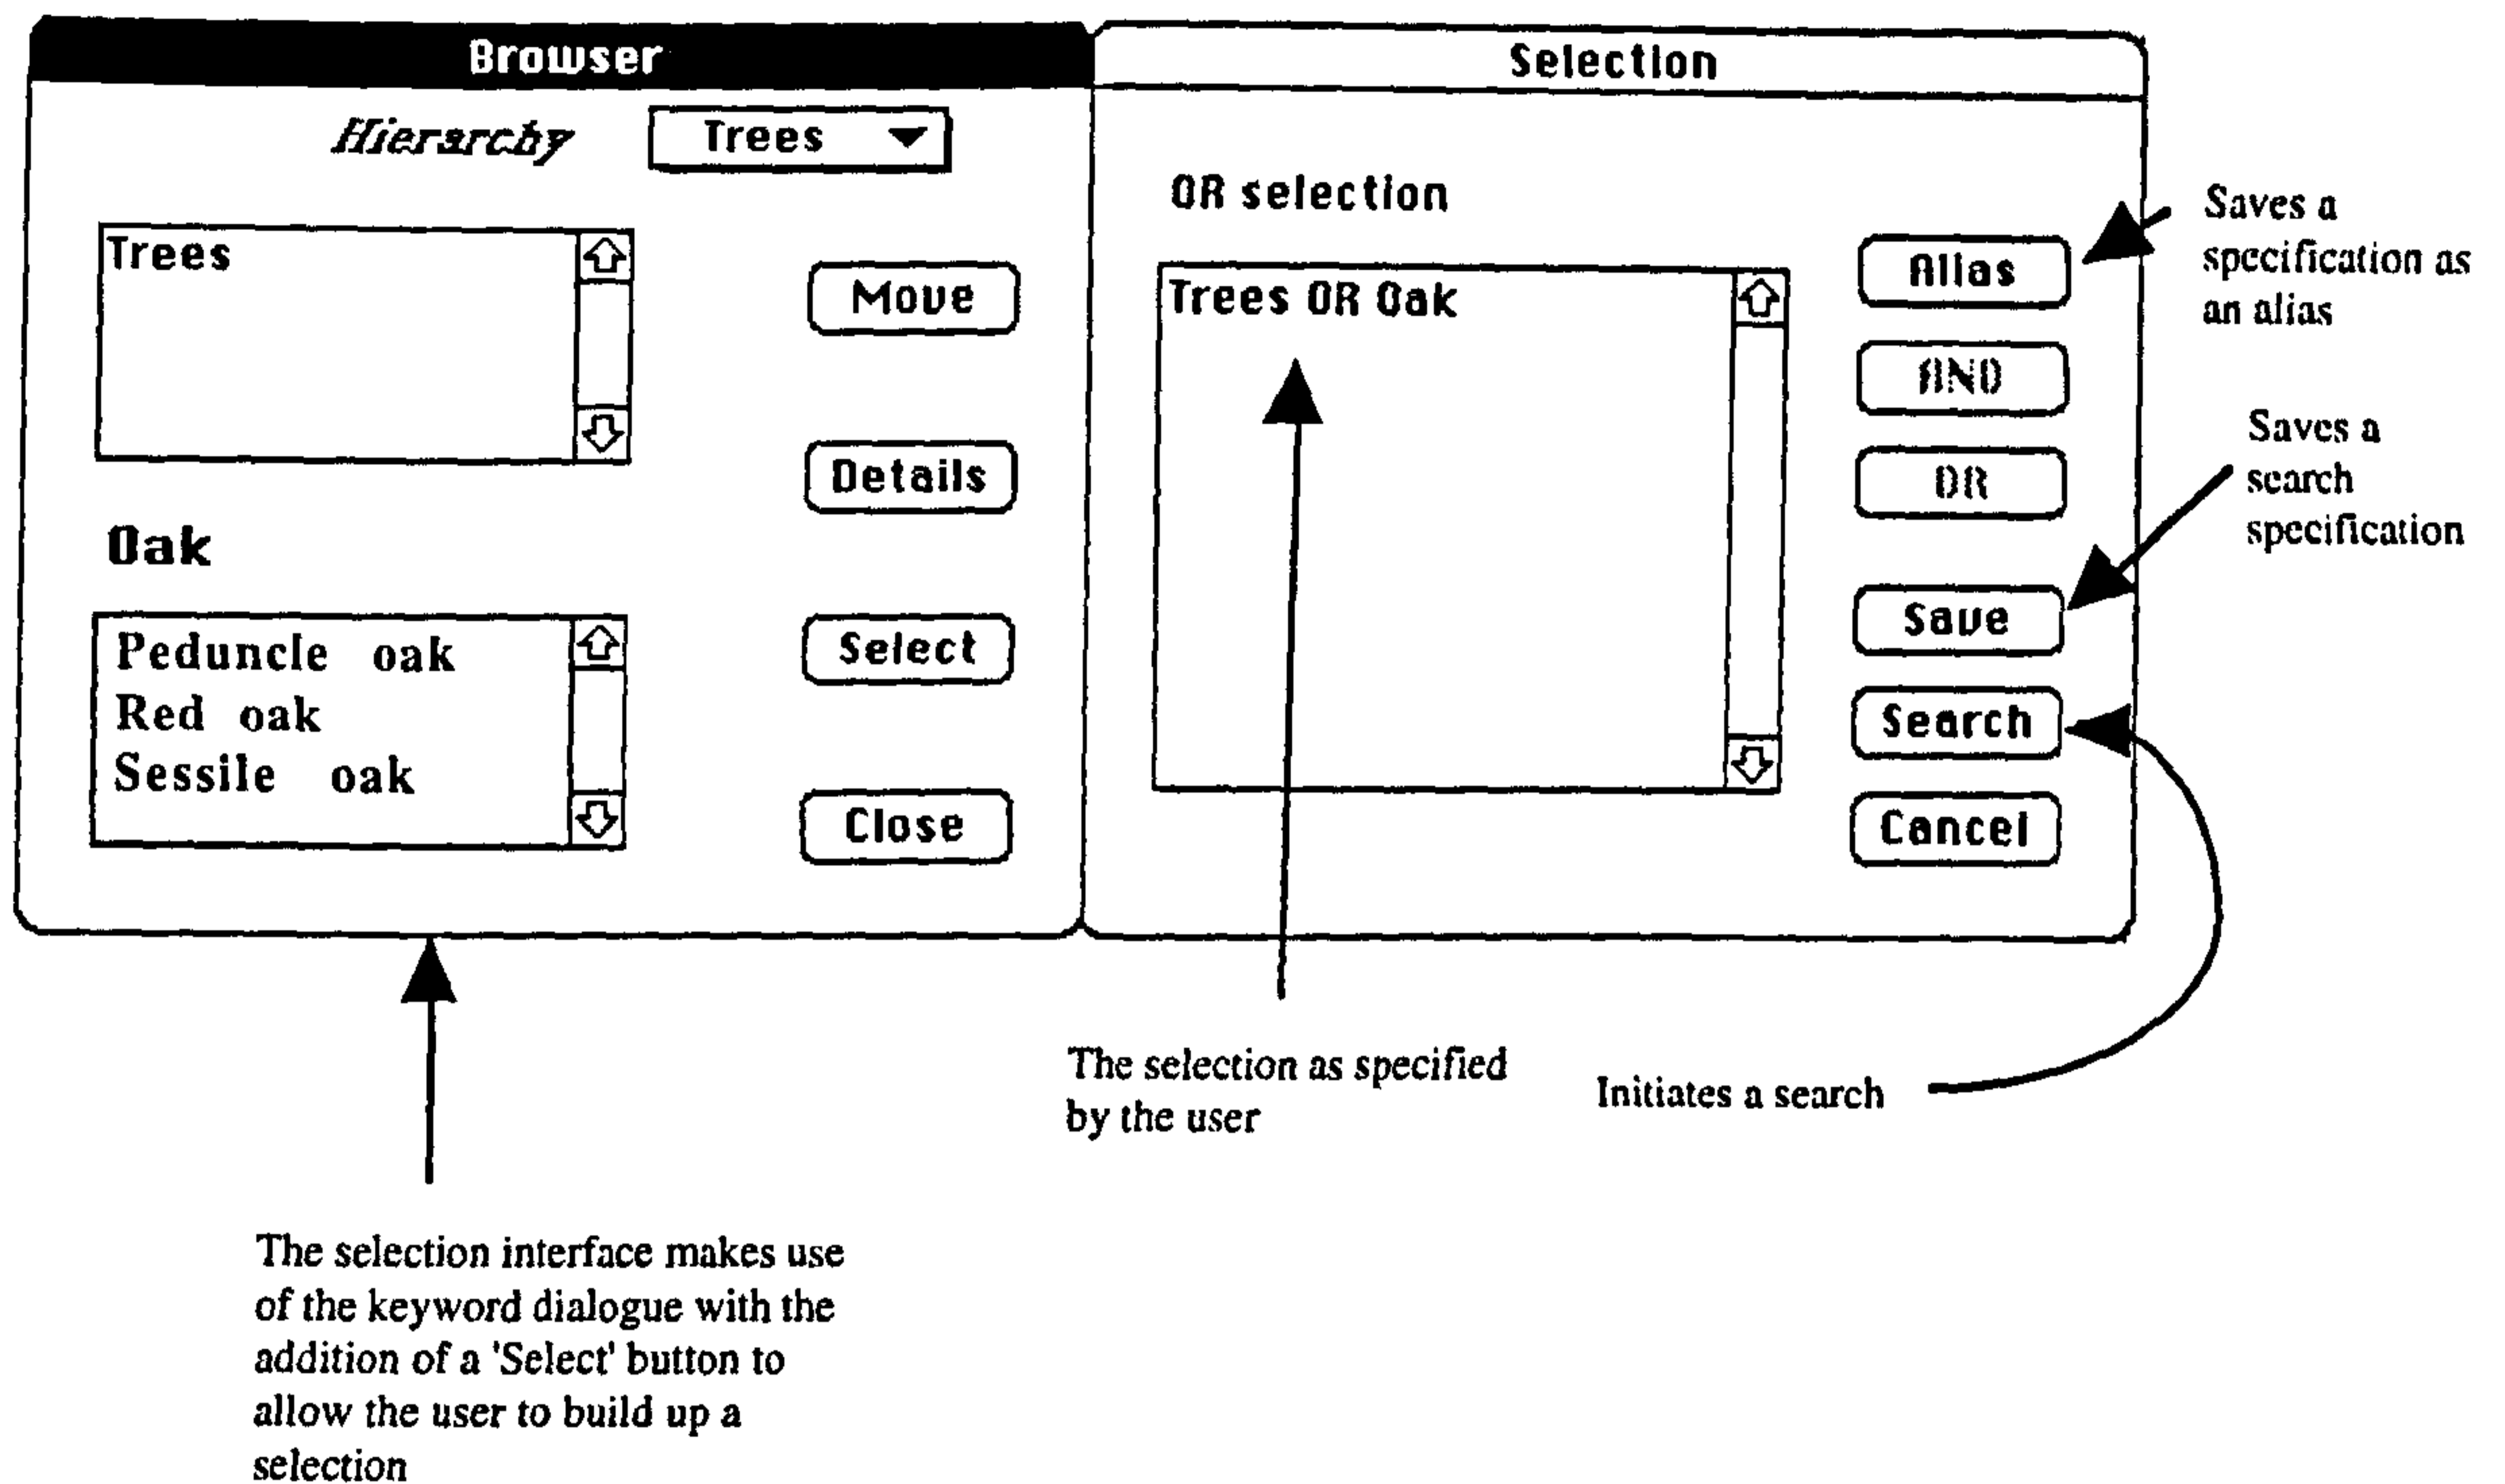 Browser
Hierarchy
Trees
Trees
Move
Details
Oak
Peduncle oak
Red oak
Sessile oak
Select
Close
Selection
OR selection
Trees OR Oak
Alias
AND
OR
Save
Search
Cancel
Saves a
specification as
an alias
Saves a
search
specification
The selection as specified
by the user
Initiates a search
The selection interface makes use
of the keyword dialogue with the
addition of a 'Select' button to
allow the user to build up a
selection